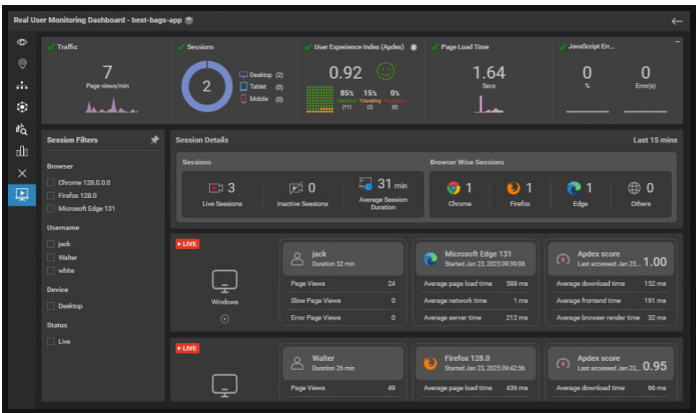 Real User Monitoring Dashboard - best-bags-app
Traffic
7
Page views/min
Sessions
2
Desktop (2)
Tablet (0)
Mobile (0)
User Experience Index (Apdex)
0.92
85% 15% 0%
Satisfied Tolerating Frustrated
(11) (2) (0)
Page Load Time
1.64
Secs
JavaScript Err...
0 0
% Error(s)
Session Filters
Browser
Chrome 128.0.0.0
Firefox 128.0
Microsoft Edge 131
Username
jack
Walter
white
Device
Desktop
Status
Live
Session Details Last 15 mins
Sessions
3
Live Sessions
0
Inactive Sessions
31 min
Average Session
Duration
Browser Wise Sessions
1
Chrome
1
Firefox
1
Edge
0
Others
LIVE
Windows
jack
Duration 32 min
Page Views 24
Slow Page Views 0
Error Page Views 0
Microsoft Edge 131
Started Jan 23, 2025 09:39:08
Average page load time 588 ms
Average network time 1 ms
Average server time 212 ms
Apdex score
Last accessed Jan 23,... 1.00
Average download time 152 ms
Average frontend time 191 ms
Average browser render time 32 ms
LIVE
Walter
Duration 26 min
Page Views 49
Firefox 128.0
Started Jan 23, 2025 09:42:56
Average page load time 436 ms
Apdex score
Last accessed Jan 23,... 0.95
Average download time 66 ms